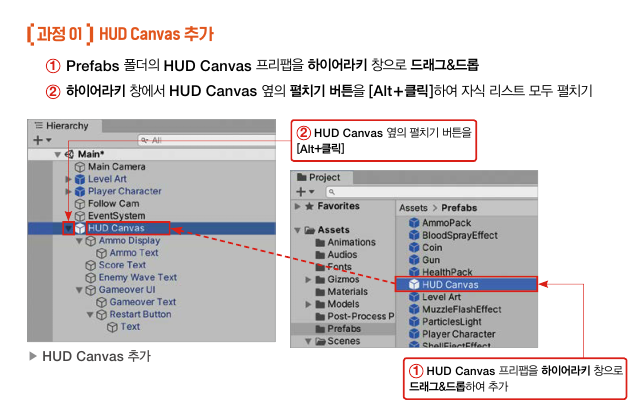 [과정 01] HUD Canvas 추가
① Prefabs 폴더의 HUD Canvas 프리팹을 하이어라키 창으로 드래그&드롭
② 하이어라키 창에서 HUD Canvas 옆의 펼치기 버튼을 [Alt+클릭]하여 자식 리스트 모두 펼치기
Hierarchy
All
Main*
Main Camera
Level Art
Player Character
Follow Cam
EventSystem
HUD Canvas
Ammo Display
Ammo Text
Score Text
Enemy Wave Text
Gameover UI
Gameover Text
Restart Button
Text
② HUD Canvas 옆의 펼치기 버튼을
[Alt+클릭]
Project
Favorites
Assets
Animations
Audios
Fonts
Gizmos
Materials
Models
Post-Process P
Prefabs
Scenes
Assets > Prefabs
AmmoPack
BloodSprayEffect
Coin
Gun
HealthPack
HUD Canvas
Level Art
MuzzleFlashEffect
ParticlesLight
Player Character
ShellEjectEffect
① HUD Canvas 프리팹을 하이어라키 창으로
드래그&드롭하여 추가
▶ HUD Canvas 추가